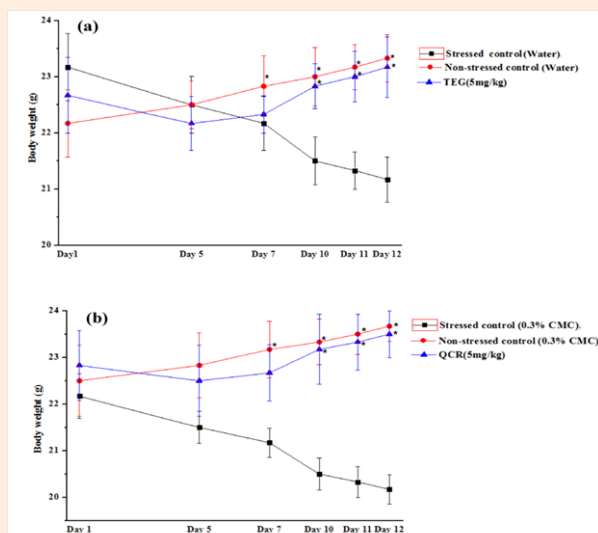 (a)
Stressed control (Water).
Non-stressed control (Water)
TEG(5mg/kg)
Body weight (g)
24
23
22
21
20
Day1
Day 5
Day 7
Day 10
Day 11
Day 12
* * * * * * *
(b)
Stressed control (0.3% CMC).
Non-stressed control (0.3% CMC)
QCR(5mg/kg)
Body weight (g)
24
23
22
21
20
Day 1
Day 5
Day 7
Day 10
Day 11
Day 12
* * * * * * *